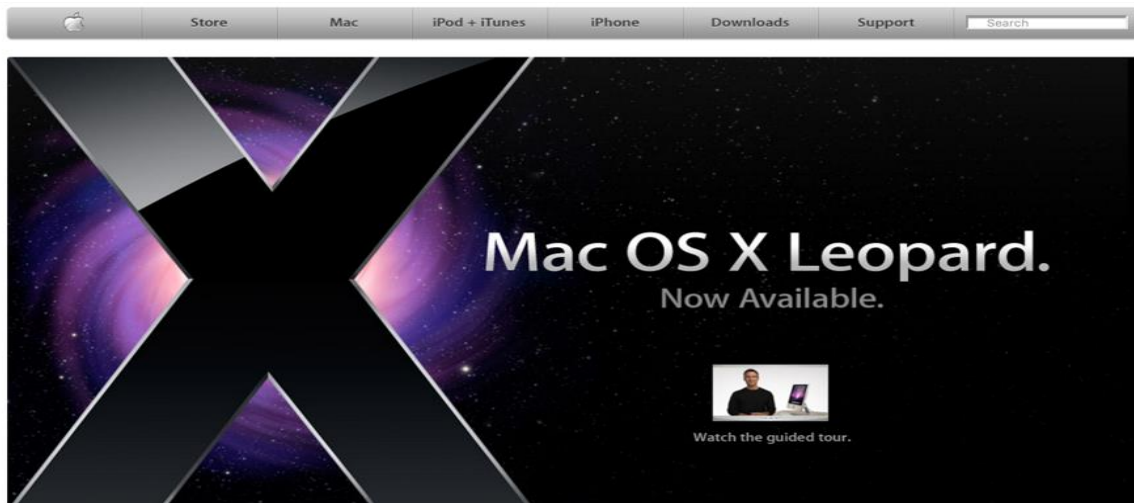 Store Mac iPod + iTunes iPhone Downloads Support Search
Mac OS X Leopard.
Now Available.
Watch the guided tour.